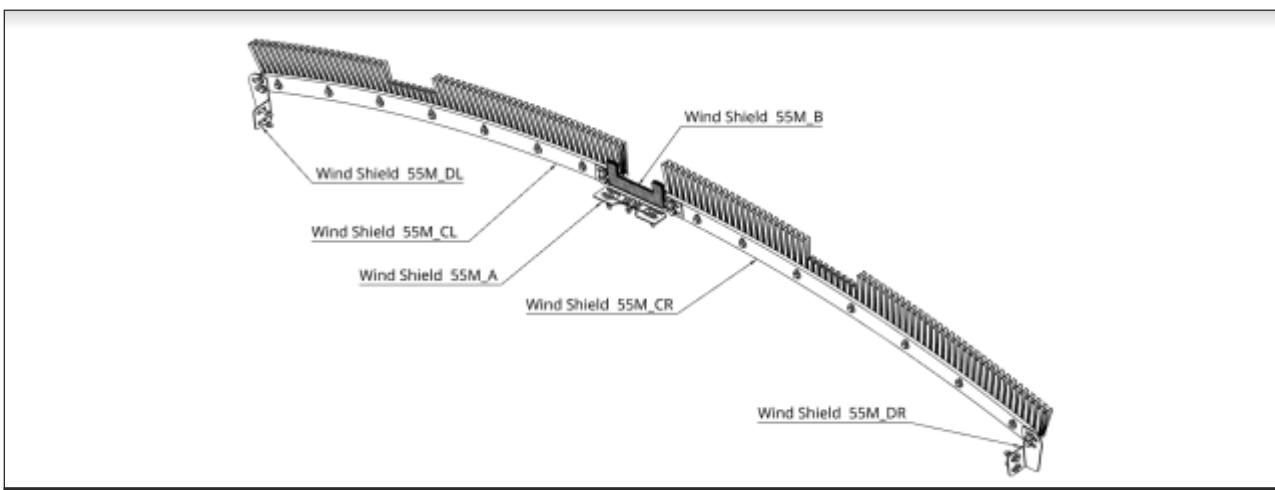 Wind Shield 55M_B
Wind Shield 55M_DL
Wind Shield 55M_CL
Wind Shield 55M_A
Wind Shield 55M_CR
Wind Shield 55M_DR